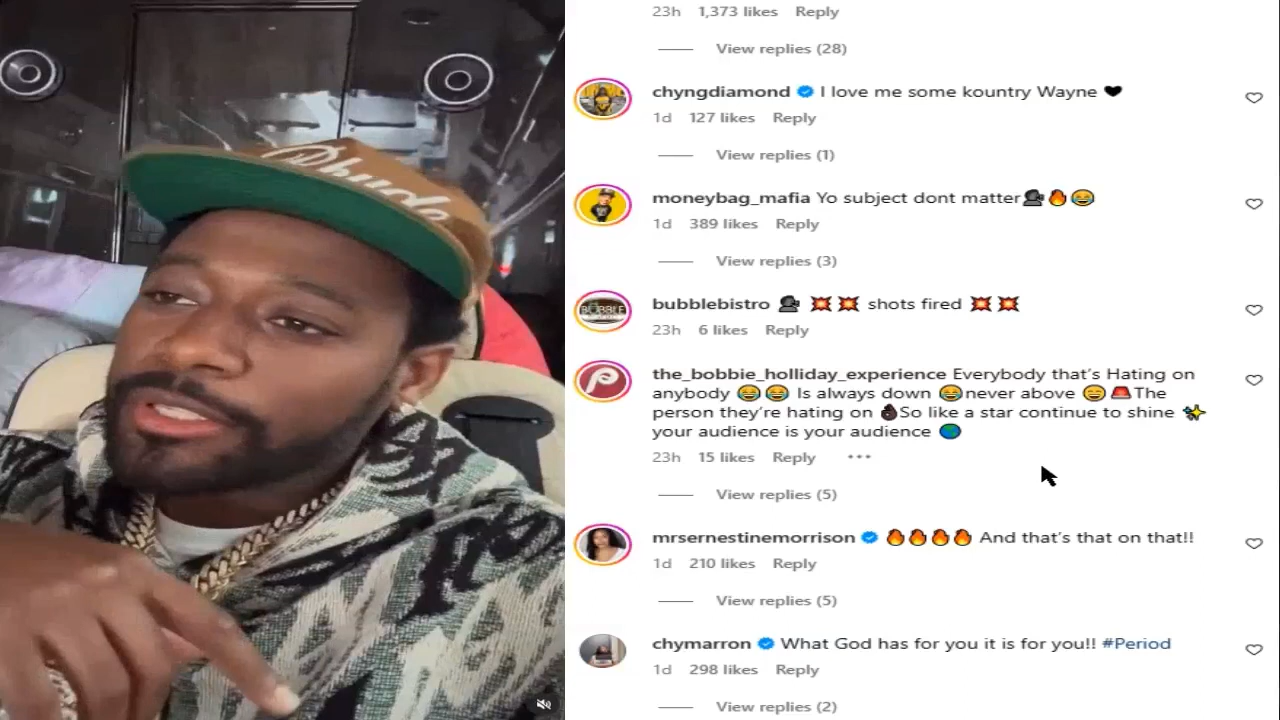 Rhude
23h 1,373 likes Reply
View replies (28)
chyngdiamond I love me some kountry Wayne 🖤
1d 127 likes Reply
View replies (1)
moneybag_mafia Yo subject dont matter🗣️🔥😂
1d 389 likes Reply
View replies (3)
bubblebistro 🗣️ 💥💥 shots fired 💥💥
23h 6 likes Reply
the_bobbie_holliday_experience Everybody that’s Hating on
anybody 😂😂 Is always down 😂never above 😄🚨The
person they’re hating on 👌🏿So like a star continue to shine ✨
your audience is your audience 🌎
23h 15 likes Reply •••
View replies (5)
mrsernestinemorrison 🔥🔥🔥🔥 And that’s that on that!!
1d 210 likes Reply
View replies (5)
chymarron What God has for you it is for you!! #Period
1d 298 likes Reply
View replies (2)
BUBBLE